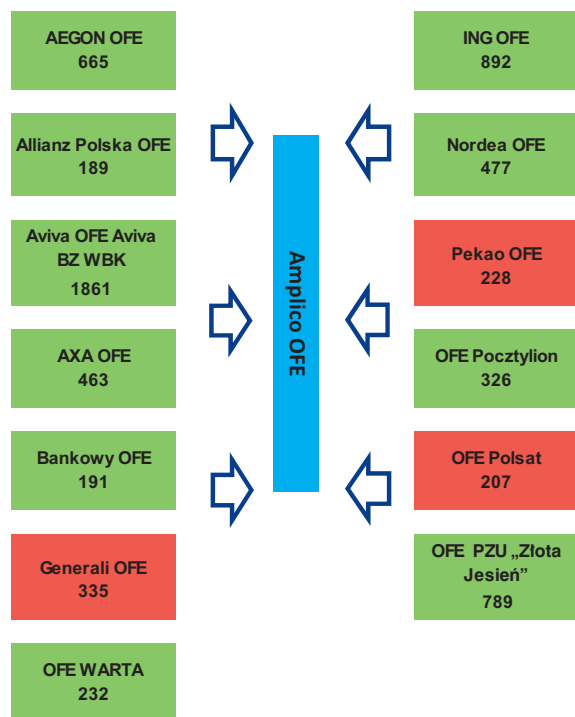 AEGON OFE
665
Allianz Polska OFE
189
Aviva OFE Aviva
BZ WBK
1861
AXA OFE
463
Bankowy OFE
191
Generali OFE
335
OFE WARTA
232
Amplico OFE
ING OFE
892
Nordea OFE
477
Pekao OFE
228
OFE Pocztylion
326
OFE Polsat
207
OFE PZU „Złota
Jesień”
789